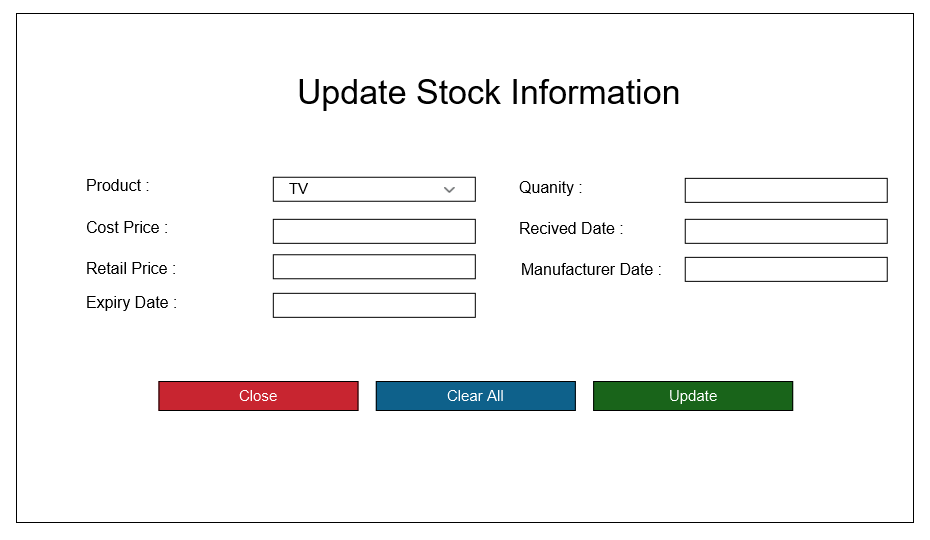 Update Stock Information
Product :
TV
Quanity :
Cost Price :
Recived Date :
Retail Price :
Manufacturer Date :
Expiry Date :
Close
Clear All
Update